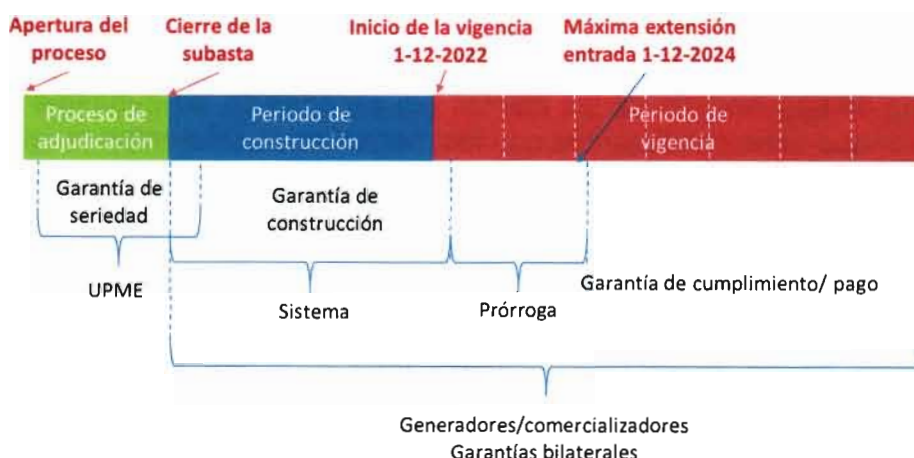 Apertura del
proceso
Cierre de la
subasta
Inicio de la vigencia
1-12-2022
Máxima extensión
entrada 1-12-2024
Proceso de
adjudicación
Periodo de
construcción
Periodo de
vigencia
Garantía de
seriedad
Garantía de
construcción
UPME
Sistema
Prórroga
Garantía de cumplimiento/ pago
Generadores/comercializadores
Garantías bilaterales